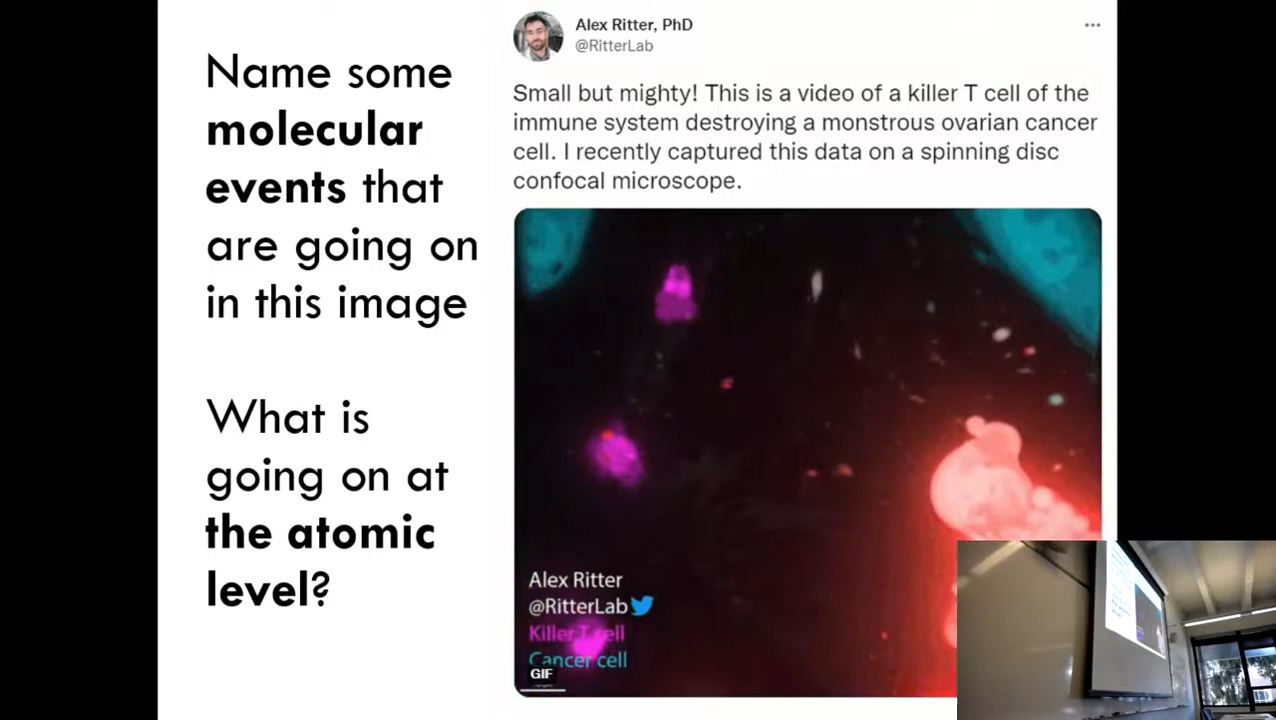 Name some
molecular
events that
are going on
in this image
What is
going on at
the atomic
level?
Alex Ritter, PhD
@RitterLab
Small but mighty! This is a video of a killer T cell of the
immune system destroying a monstrous ovarian cancer
cell. I recently captured this data on a spinning disc
confocal microscope.
Alex Ritter
@RitterLab
Killer T cell
Cancer cell
GIF